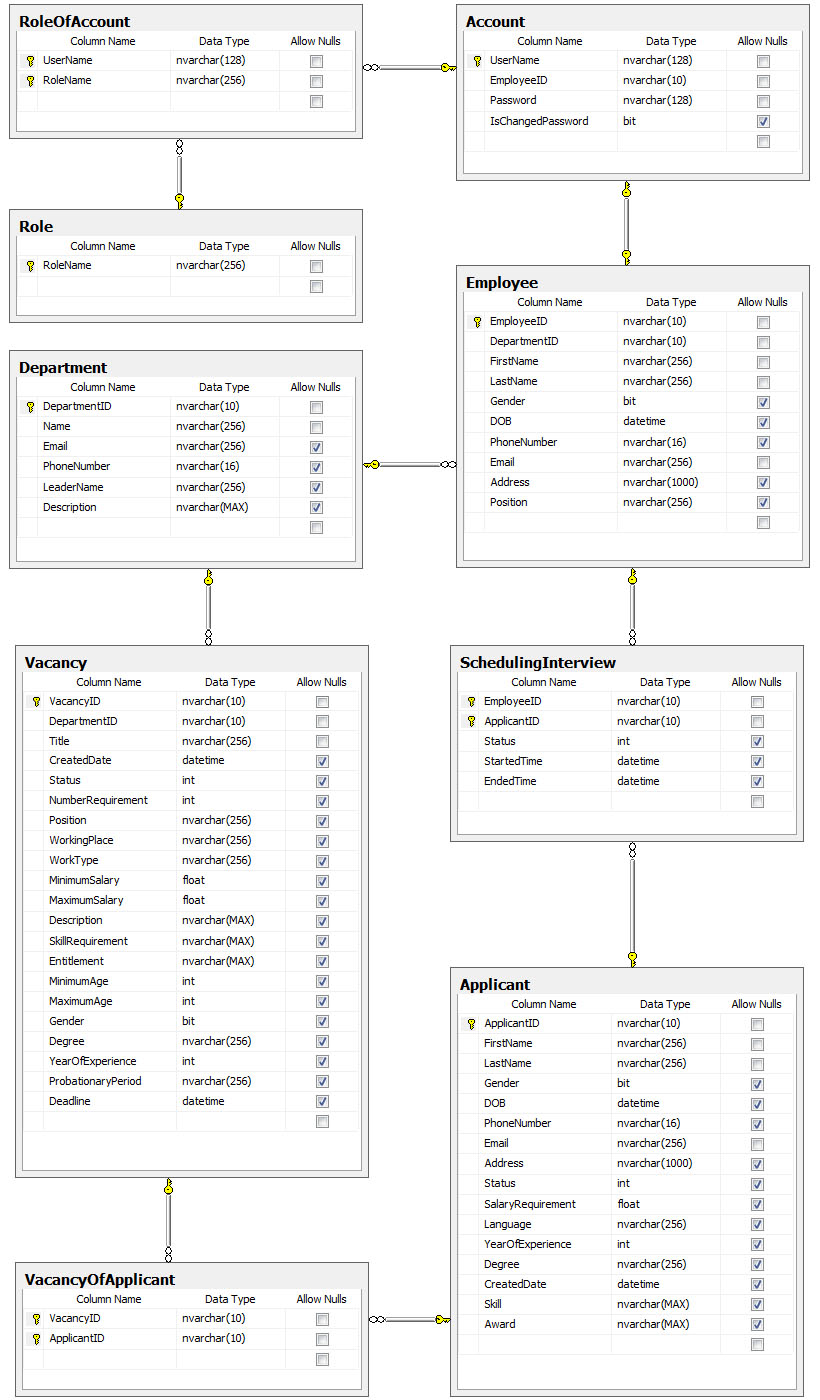 RoleOfAccount
Column Name Data Type Allow Nulls
UserName nvarchar(128)
RoleName nvarchar(256)
Account
Column Name Data Type Allow Nulls
UserName nvarchar(128)
EmployeeID nvarchar(10)
Password nvarchar(128)
IsChangedPassword bit
Role
Column Name Data Type Allow Nulls
RoleName nvarchar(256)
Employee
Column Name Data Type Allow Nulls
EmployeeID nvarchar(10)
DepartmentID nvarchar(10)
FirstName nvarchar(256)
LastName nvarchar(256)
Gender bit
DOB datetime
PhoneNumber nvarchar(16)
Email nvarchar(256)
Address nvarchar(1000)
Position nvarchar(256)
Department
Column Name Data Type Allow Nulls
DepartmentID nvarchar(10)
Name nvarchar(256)
Email nvarchar(256)
PhoneNumber nvarchar(16)
LeaderName nvarchar(256)
Description nvarchar(MAX)
Vacancy
Column Name Data Type Allow Nulls
VacancyID nvarchar(10)
DepartmentID nvarchar(10)
Title nvarchar(256)
CreatedDate datetime
Status int
NumberRequirement int
Position nvarchar(256)
WorkingPlace nvarchar(256)
WorkType nvarchar(256)
MinimumSalary float
MaximumSalary float
Description nvarchar(MAX)
SkillRequirement nvarchar(MAX)
Entitlement nvarchar(MAX)
MinimumAge int
MaximumAge int
Gender bit
Degree nvarchar(256)
YearOfExperience int
ProbationaryPeriod nvarchar(256)
Deadline datetime
SchedulingInterview
Column Name Data Type Allow Nulls
EmployeeID nvarchar(10)
ApplicantID nvarchar(10)
Status int
StartedTime datetime
EndedTime datetime
Applicant
Column Name Data Type Allow Nulls
ApplicantID nvarchar(10)
FirstName nvarchar(256)
LastName nvarchar(256)
Gender bit
DOB datetime
PhoneNumber nvarchar(16)
Email nvarchar(256)
Address nvarchar(1000)
Status int
SalaryRequirement float
Language nvarchar(256)
YearOfExperience int
Degree nvarchar(256)
CreatedDate datetime
Skill nvarchar(MAX)
Award nvarchar(MAX)
VacancyOfApplicant
Column Name Data Type Allow Nulls
VacancyID nvarchar(10)
ApplicantID nvarchar(10)